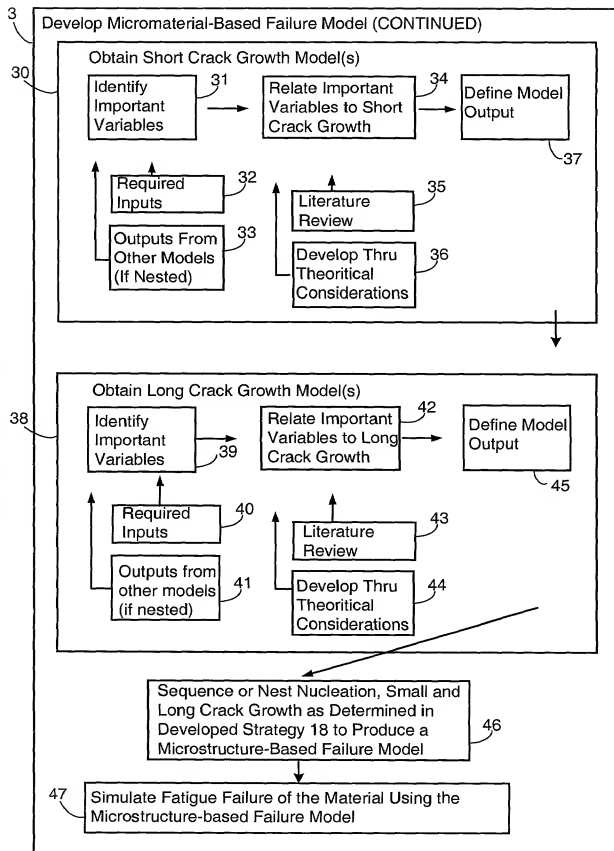 3
Develop Micromaterial-Based Failure Model (CONTINUED)
30
Obtain Short Crack Growth Model(s)
Identify
Important
Variables
31
Relate Important
Variables to Short
Crack Growth
34
Define Model
Output
37
Required
Inputs
32
Literature
Review
35
Outputs From
Other Models
(If Nested)
33
Develop Thru
Theoritical
Considerations
36
38
Obtain Long Crack Growth Model(s)
Identify
Important
Variables
39
Relate Important
Variables to Long
Crack Growth
42
Define Model
Output
45
Required
Inputs
40
Literature
Review
43
Outputs from
other models
(if nested)
41
Develop Thru
Theoritical
Considerations
44
Sequence or Nest Nucleation, Small and
Long Crack Growth as Determined in
Developed Strategy 18 to Produce a
Microstructure-Based Failure Model
46
47
Simulate Fatigue Failure of the Material Using the
Microstructure-based Failure Model